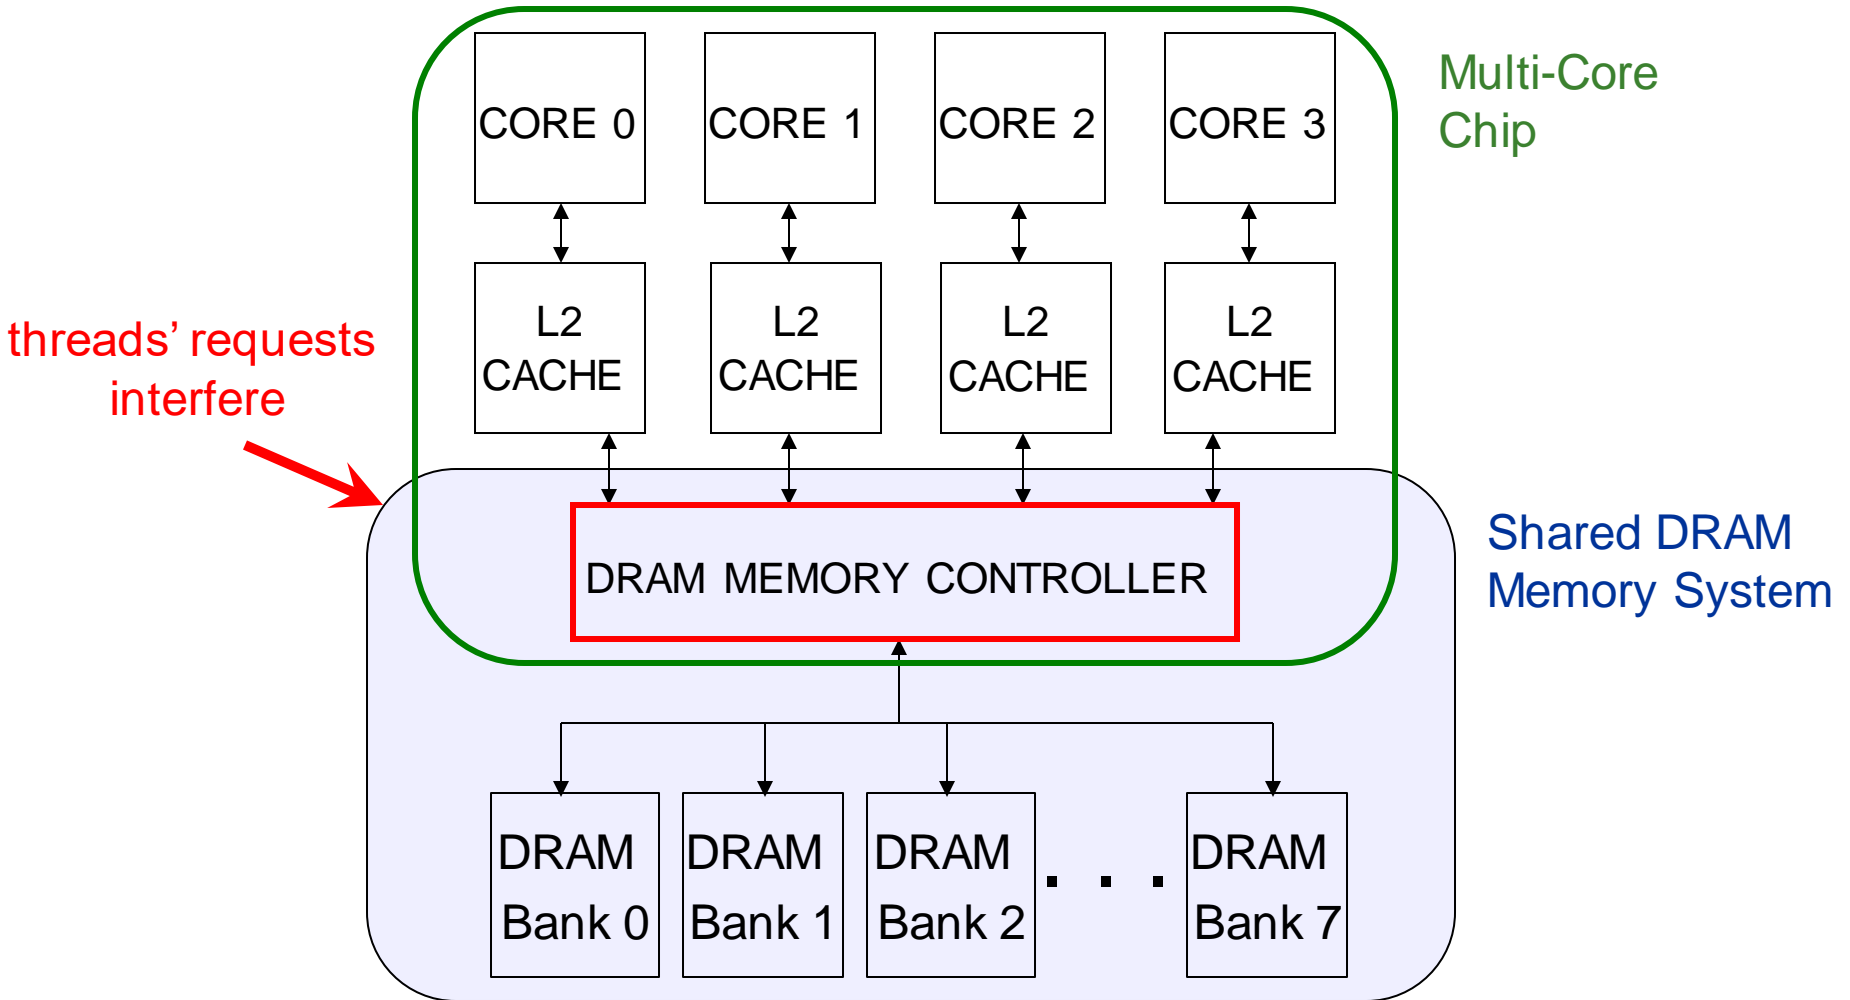 CORE 0
CORE 1
CORE 2
CORE 3
Multi-Core
Chip
L2
CACHE
L2
CACHE
L2
CACHE
L2
CACHE
threads’ requests
interfere
DRAM MEMORY CONTROLLER
Shared DRAM
Memory System
DRAM
Bank 0
DRAM
Bank 1
DRAM
Bank 2
. . .
DRAM
Bank 7